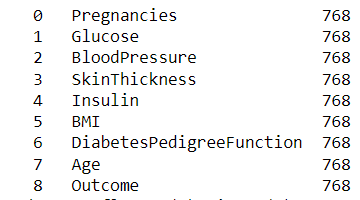 0 Pregnancies 768
1 Glucose 768
2 BloodPressure 768
3 SkinThickness 768
4 Insulin 768
5 BMI 768
6 DiabetesPedigreeFunction 768
7 Age 768
8 Outcome 768